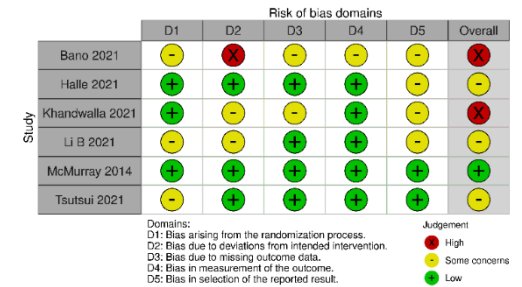 Risk of bias domains
D1 D2 D3 D4 D5 Overall
Study
Bano 2021 - X - - - X
Halle 2021 + + + + - -
Khandwalla 2021 + - - + - X
Li B 2021 - - + + - -
McMurray 2014 + + + + + +
Tsutsui 2021 - + + + + -
Domains:
D1: Bias arising from the randomization process.
D2: Bias due to deviations from intended intervention.
D3: Bias due to missing outcome data.
D4: Bias in measurement of the outcome.
D5: Bias in selection of the reported result.
Judgement
X High
- Some concerns
+ Low